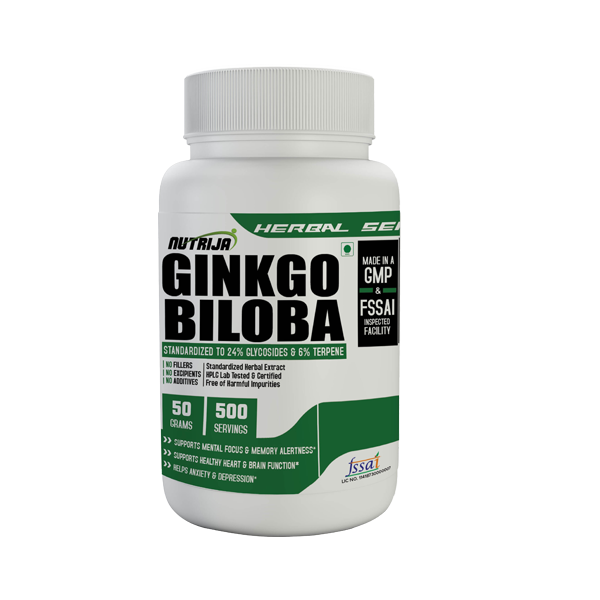 HERBAL SE
NUTRIJA
GINKGO
BILOBA
STANDARDIZED TO 24% GLYCOSIDES & 6% TERPENE
NO FILLERS
NO EXCIPIENTS
NO ADDITIVES
Standardized Herbal Extract
HPLC Lab Tested & Certified
Free of Harmful Impurities
50
GRAMS
500
SERVINGS
>> SUPPORTS MENTAL FOCUS & MEMORY ALERTNESS*
>> SUPPORTS HEALTHY HEART & BRAIN FUNCTION*
>> HELPS ANXIETY & DEPRESSION*
MADE IN A
GMP
&
FSSAI
INSPECTED
FACILITY
fssai
LIC NO.